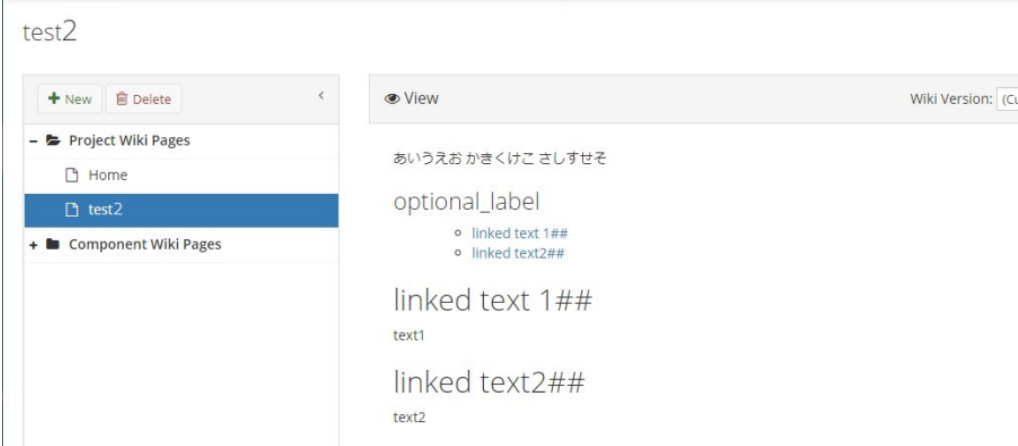 test2
+ New Delete <
View Wiki Version: (Cu
- Project Wiki Pages
Home
test2
+ Component Wiki Pages
あいうえお かきくけこ さしすせそ
optional_label
linked text 1##
linked text2##
linked text 1##
text1
linked text2##
text2